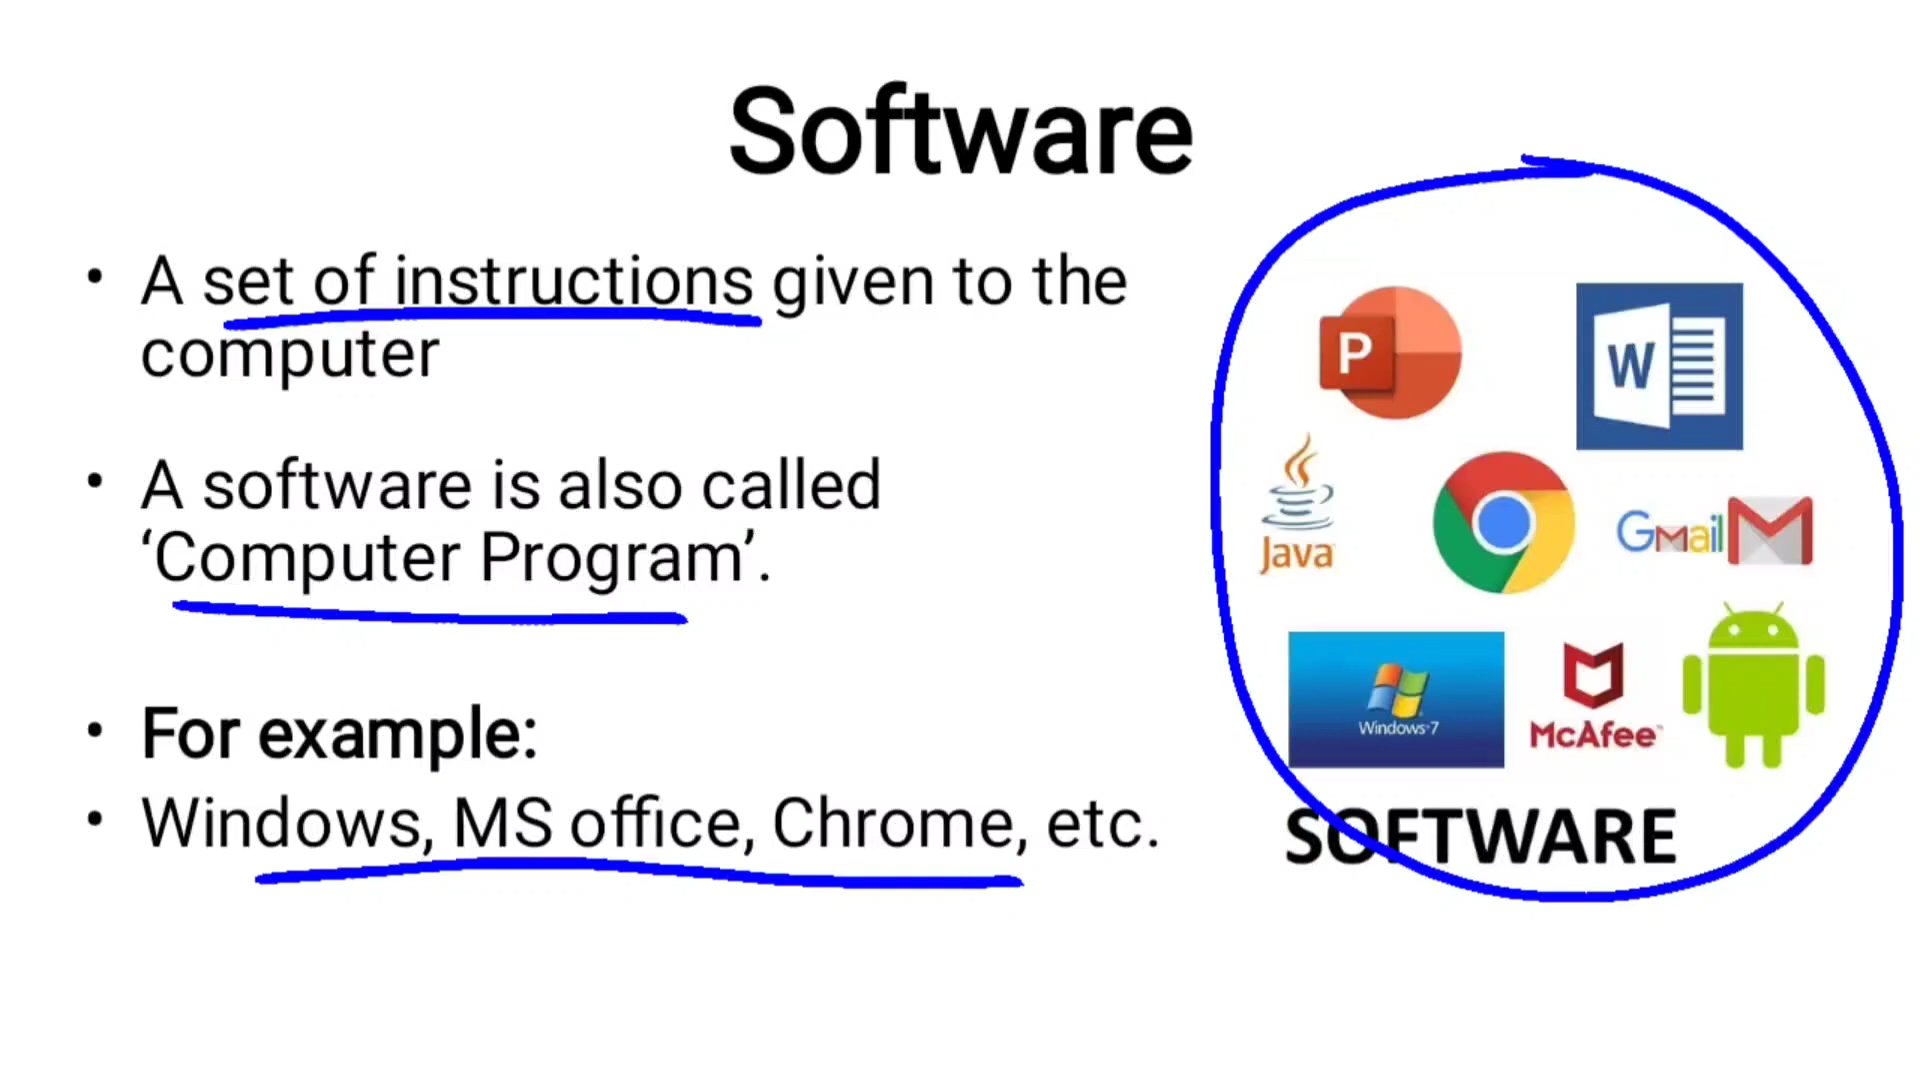 Software
• A set of instructions given to the
computer
• A software is also called
‘Computer Program’.
• For example:
• Windows, MS office, Chrome, etc.
P
W
Java
Gmail
Windows 7
McAfee™
SOFTWARE